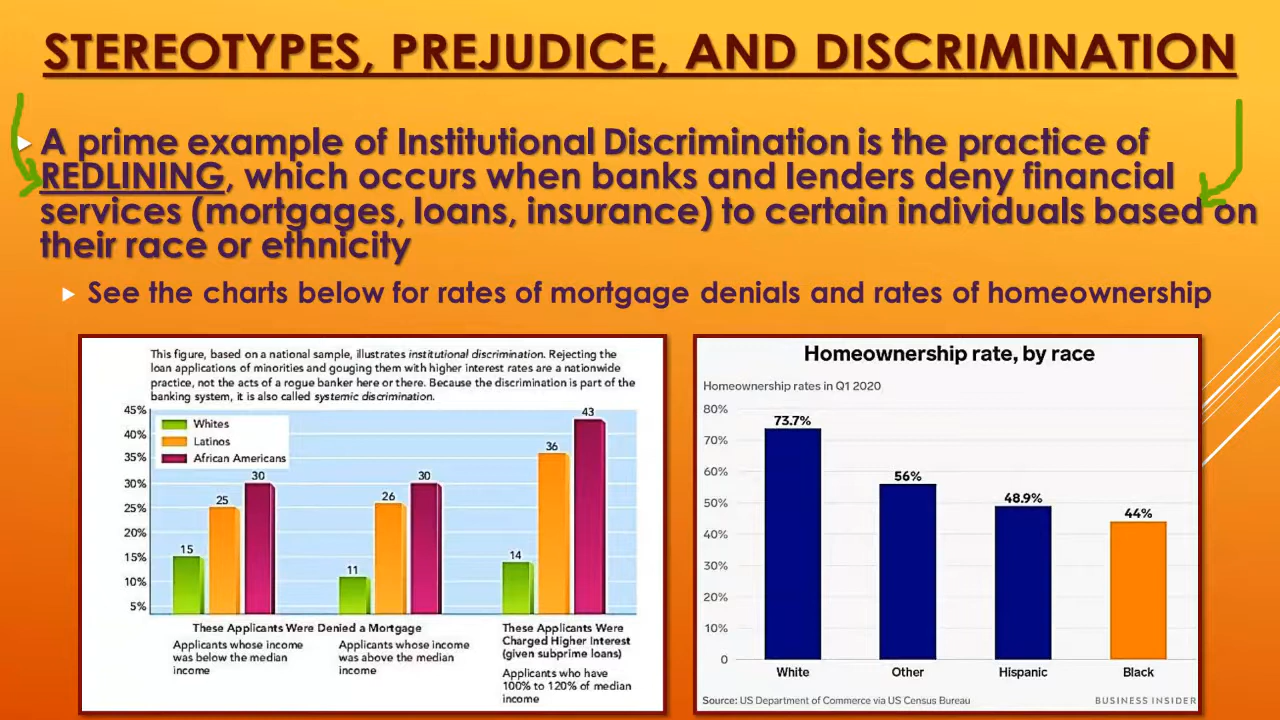 STEREOTYPES, PREJUDICE, AND DISCRIMINATION
A prime example of Institutional Discrimination is the practice of
REDLINING, which occurs when banks and lenders deny financial
services (mortgages, loans, insurance) to certain individuals based on
their race or ethnicity
See the charts below for rates of mortgage denials and rates of homeownership
This figure, based on a national sample, illustrates institutional discrimination. Rejecting the
loan applications of minorities and gouging them with higher interest rates are a nationwide
practice, not the acts of a rogue banker here or there. Because the discrimination is part of the
banking system, it is also called systemic discrimination.
45%
40%
35%
30%
25%
20%
15%
10%
5%
Whites
Latinos
African Americans
15
25
30
11
26
30
14
36
43
These Applicants Were Denied a Mortgage
Applicants whose income
was below the median
income
Applicants whose income
was above the median
income
These Applicants Were
Charged Higher Interest
(given subprime loans)
Applicants who have
100% to 120% of median
income
Homeownership rate, by race
Homeownership rates in Q1 2020
80%
70%
60%
50%
40%
30%
20%
10%
0
73.7%
56%
48.9%
44%
White
Other
Hispanic
Black
Source: US Department of Commerce via US Census Bureau
BUSINESS INSIDER